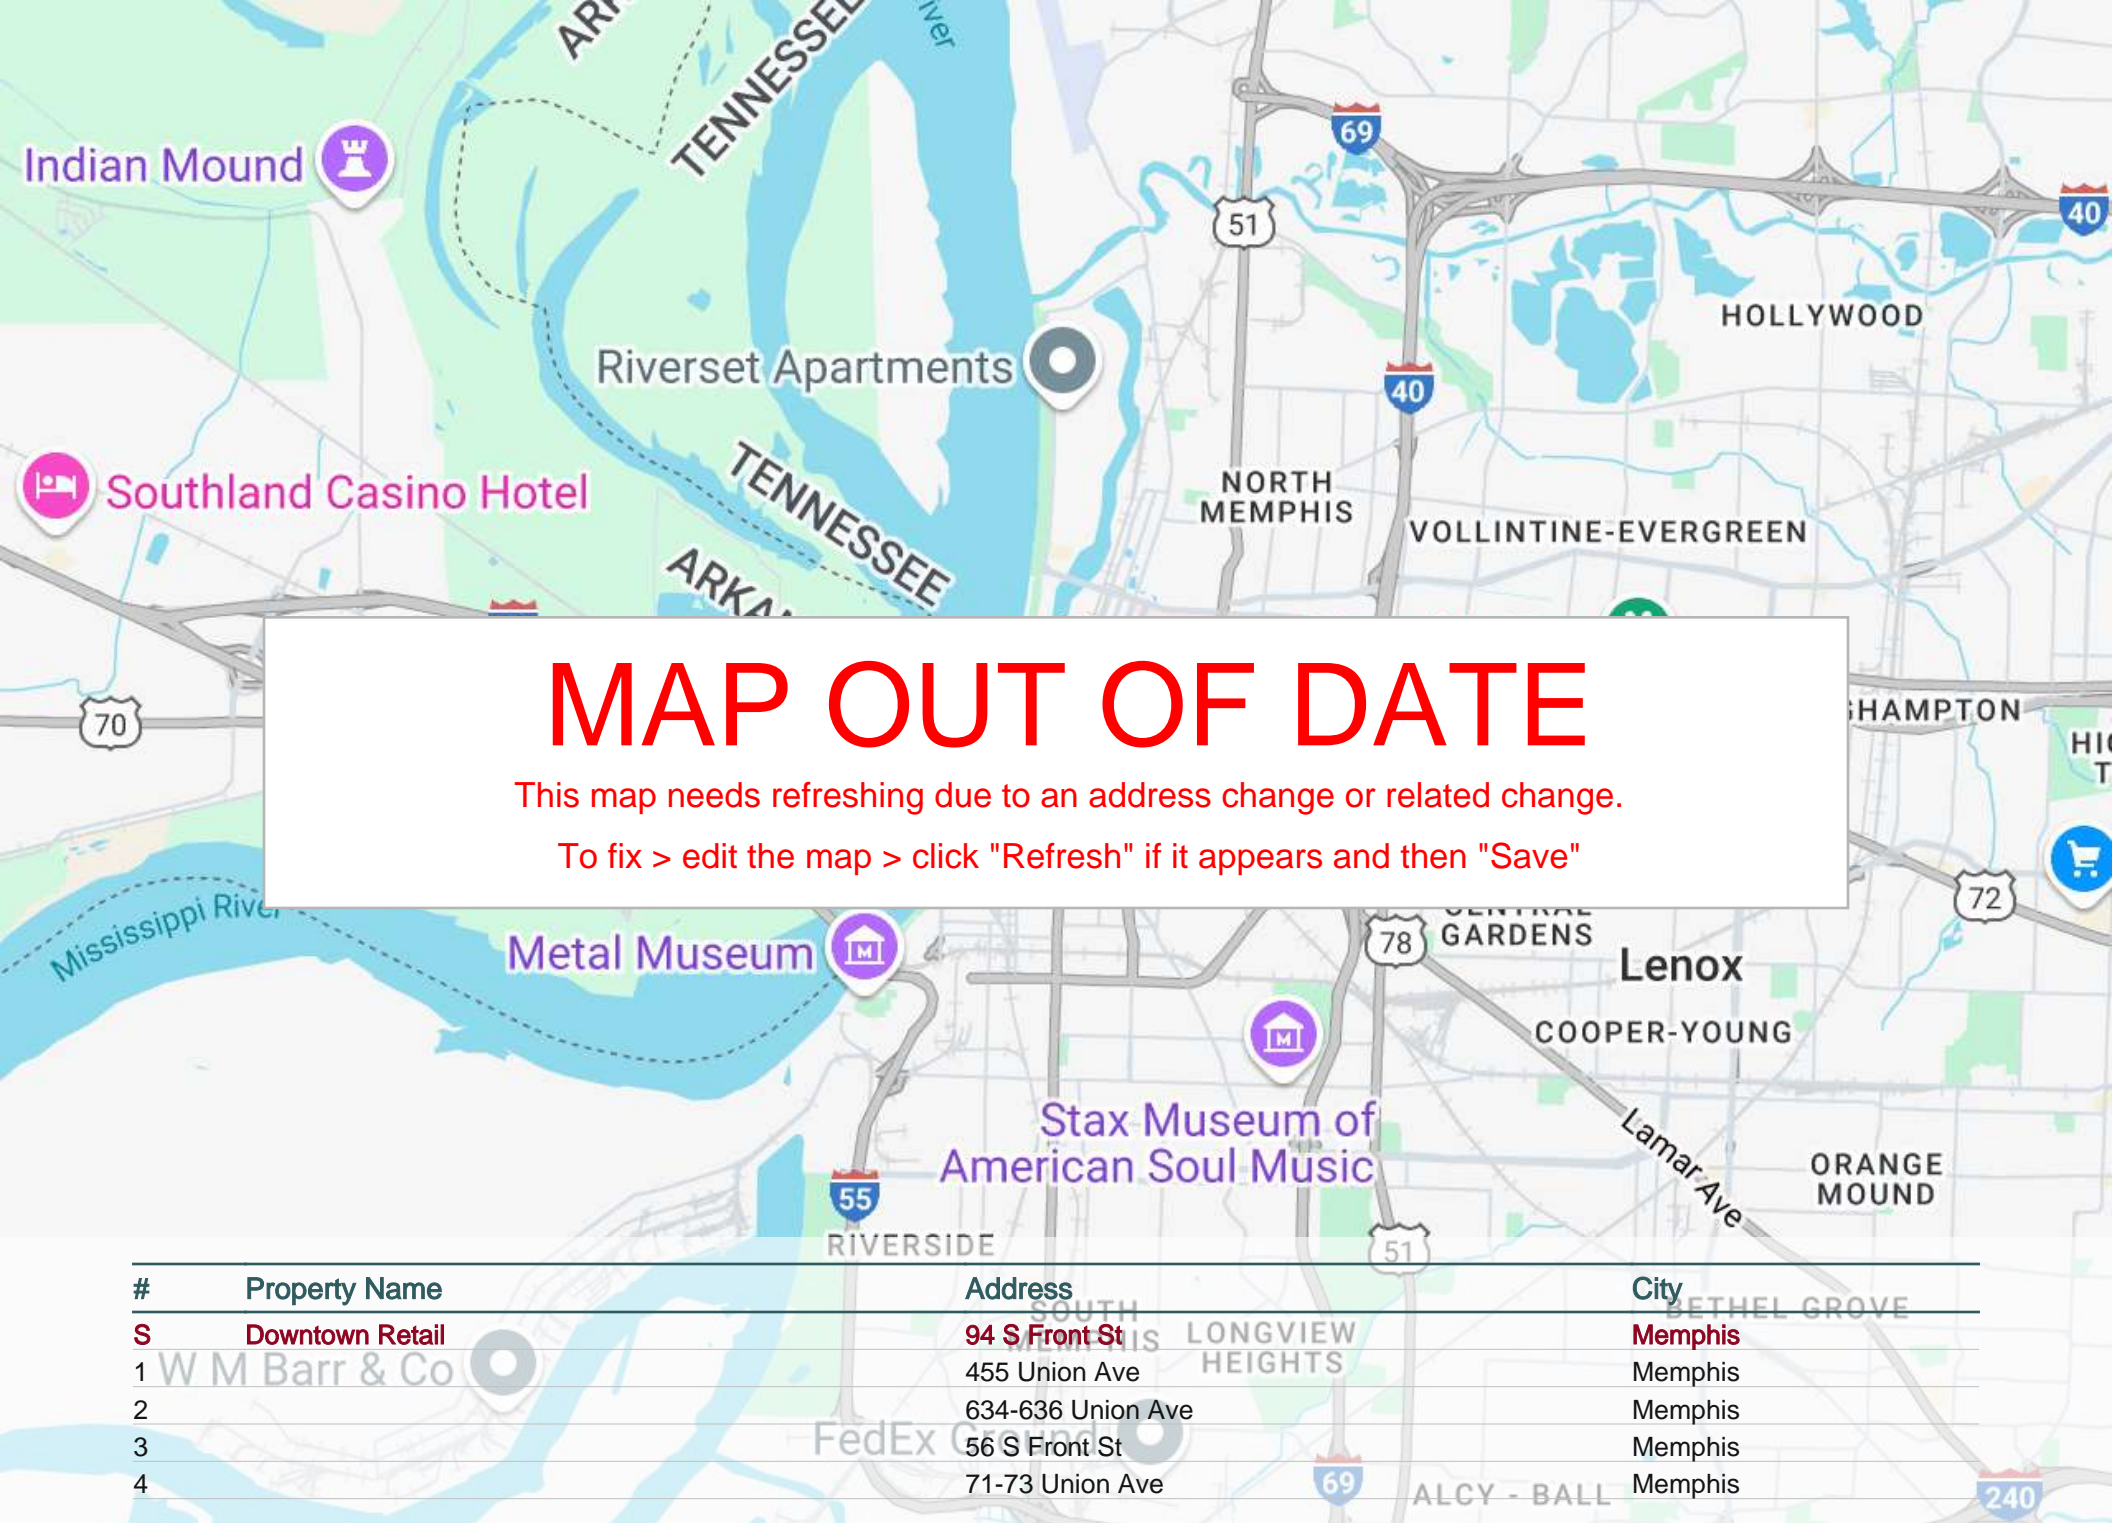 TENNESSEE
69
Indian Mound
40
51
HOLLYWOOD
Riverset Apartments
40
TENNESSEE
NORTH
MEMPHIS
Southland Casino Hotel
VOLLINTINE-EVERGREEN
MAP OUT OF DATE
This map needs refreshing due to an address change or related change.
To fix > edit the map > click "Refresh" if it appears and then "Save"
70
72
Mississippi River
78
GARDENS
Metal Museum
Lenox
COOPER-YOUNG
Stax Museum of
American Soul Music
Lamar Ave
ORANGE
MOUND
55
RIVERSIDE
51
# Property Name Address City
SOUTH
MEMPHIS
BETHEL GROVE
S Downtown Retail 94 S Front St Memphis
LONGVIEW
HEIGHTS
W M Barr & Co
1 455 Union Ave Memphis
2 634-636 Union Ave Memphis
FedEx Ground
3 56 S Front St Memphis
4 71-73 Union Ave Memphis
69
ALCY - BALL
240